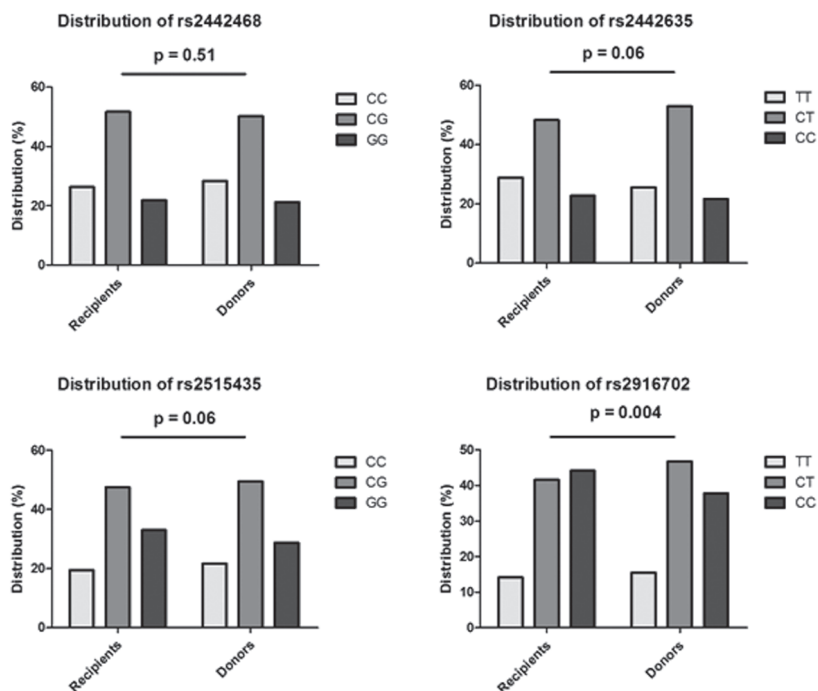 Distribution of rs2442468
p = 0.51
Distribution (%)
60
40
20
0
Recipients
Donors
CC
CG
GG
Distribution of rs2442635
p = 0.06
Distribution (%)
60
40
20
0
Recipients
Donors
TT
CT
CC
Distribution of rs2515435
p = 0.06
Distribution (%)
60
40
20
0
Recipients
Donors
CC
CG
GG
Distribution of rs2916702
p = 0.004
Distribution (%)
50
40
30
20
10
0
Recipients
Donors
TT
CT
CC